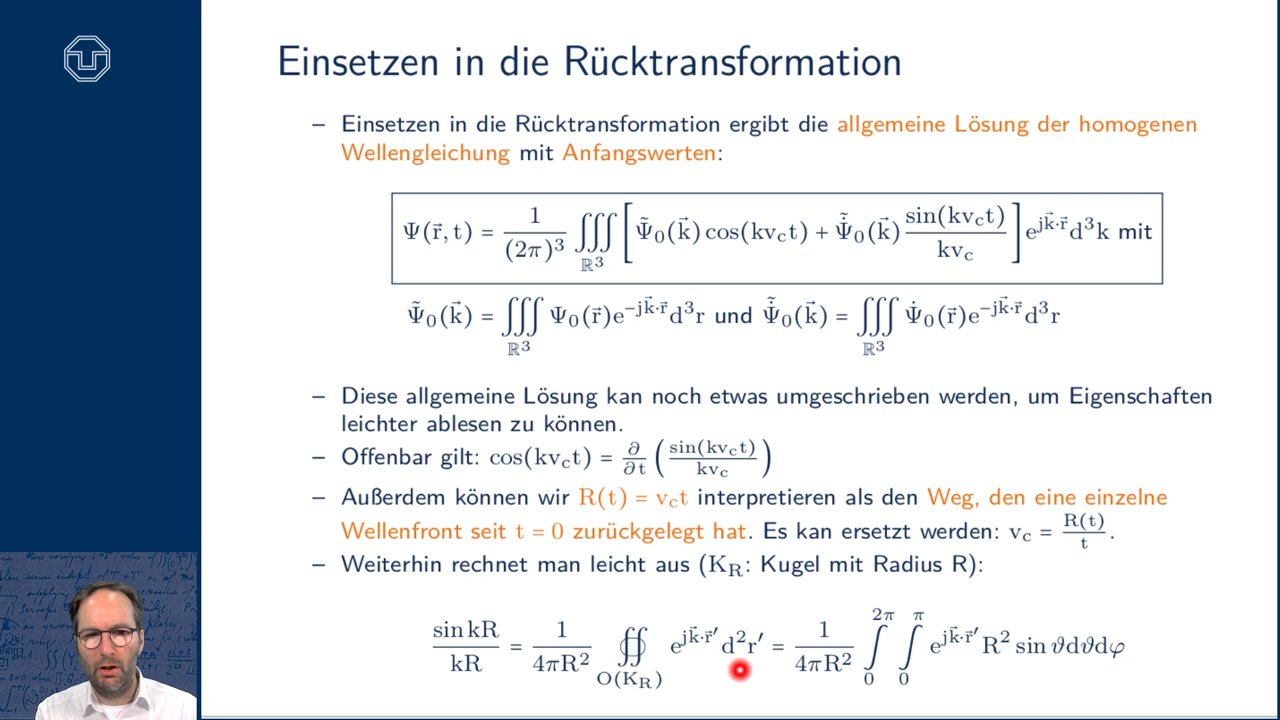 Einsetzen in die Rücktransformation
– Einsetzen in die Rücktransformation ergibt die allgemeine Lösung der homogenen
Wellengleichung mit Anfangswerten:
Ψ(r⃗, t) = 1/(2π)³ ∭_ℝ³ [Ψ̃₀(k⃗) cos(kv_c t) + Ψ̃̇₀(k⃗) sin(kv_c t)/(kv_c)] e^{jk⃗·r⃗} d³k mit
Ψ̃₀(k⃗) = ∭_ℝ³ Ψ₀(r⃗)e^{−jk⃗·r⃗} d³r und Ψ̃̇₀(k⃗) = ∭_ℝ³ Ψ̇₀(r⃗)e^{−jk⃗·r⃗} d³r
– Diese allgemeine Lösung kann noch etwas umgeschrieben werden, um Eigenschaften
leichter ablesen zu können.
– Offenbar gilt: cos(kv_c t) = ∂/∂t (sin(kv_c t)/(kv_c))
– Außerdem können wir R(t) = v_c t interpretieren als den Weg, den eine einzelne
Wellenfront seit t = 0 zurückgelegt hat. Es kan ersetzt werden: v_c = R(t)/t.
– Weiterhin rechnet man leicht aus (K_R: Kugel mit Radius R):
sin kR/(kR) = 1/(4πR²) ∯_O(K_R) e^{jk⃗·r⃗′} d²r′ = 1/(4πR²) ∫₀^{2π} ∫₀^{π} e^{jk⃗·r⃗′} R² sin ϑdϑdφ